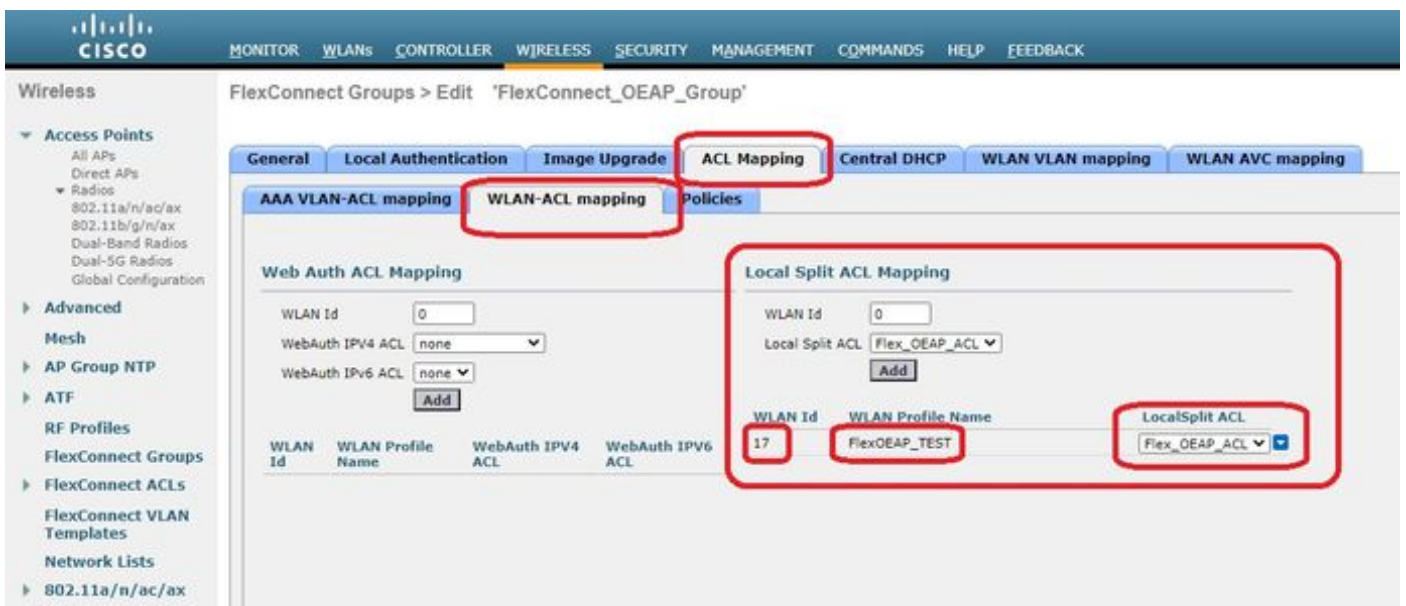 CISCO
MONITOR WLANs CONTROLLER WIRELESS SECURITY MANAGEMENT COMMANDS HELP FEEDBACK
Wireless
Access Points
All APs
Direct APs
Radios
802.11a/n/ac/ax
802.11b/g/n/ax
Dual-Band Radios
Dual-5G Radios
Global Configuration
Advanced
Mesh
AP Group NTP
ATF
RF Profiles
FlexConnect Groups
FlexConnect ACLs
FlexConnect VLAN
Templates
Network Lists
802.11a/n/ac/ax
FlexConnect Groups > Edit 'FlexConnect_OEAP_Group'
General Local Authentication Image Upgrade ACL Mapping Central DHCP WLAN VLAN mapping WLAN AVC mapping
AAA VLAN-ACL mapping WLAN-ACL mapping Policies
Web Auth ACL Mapping
WLAN Id 0
WebAuth IPV4 ACL none
WebAuth IPv6 ACL none
Add
WLAN Id WLAN Profile Name WebAuth IPV4 ACL WebAuth IPV6 ACL
Local Split ACL Mapping
WLAN Id 0
Local Split ACL Flex_OEAP_ACL
Add
WLAN Id WLAN Profile Name LocalSplit ACL
17 FlexOEAP_TEST Flex_OEAP_ACL